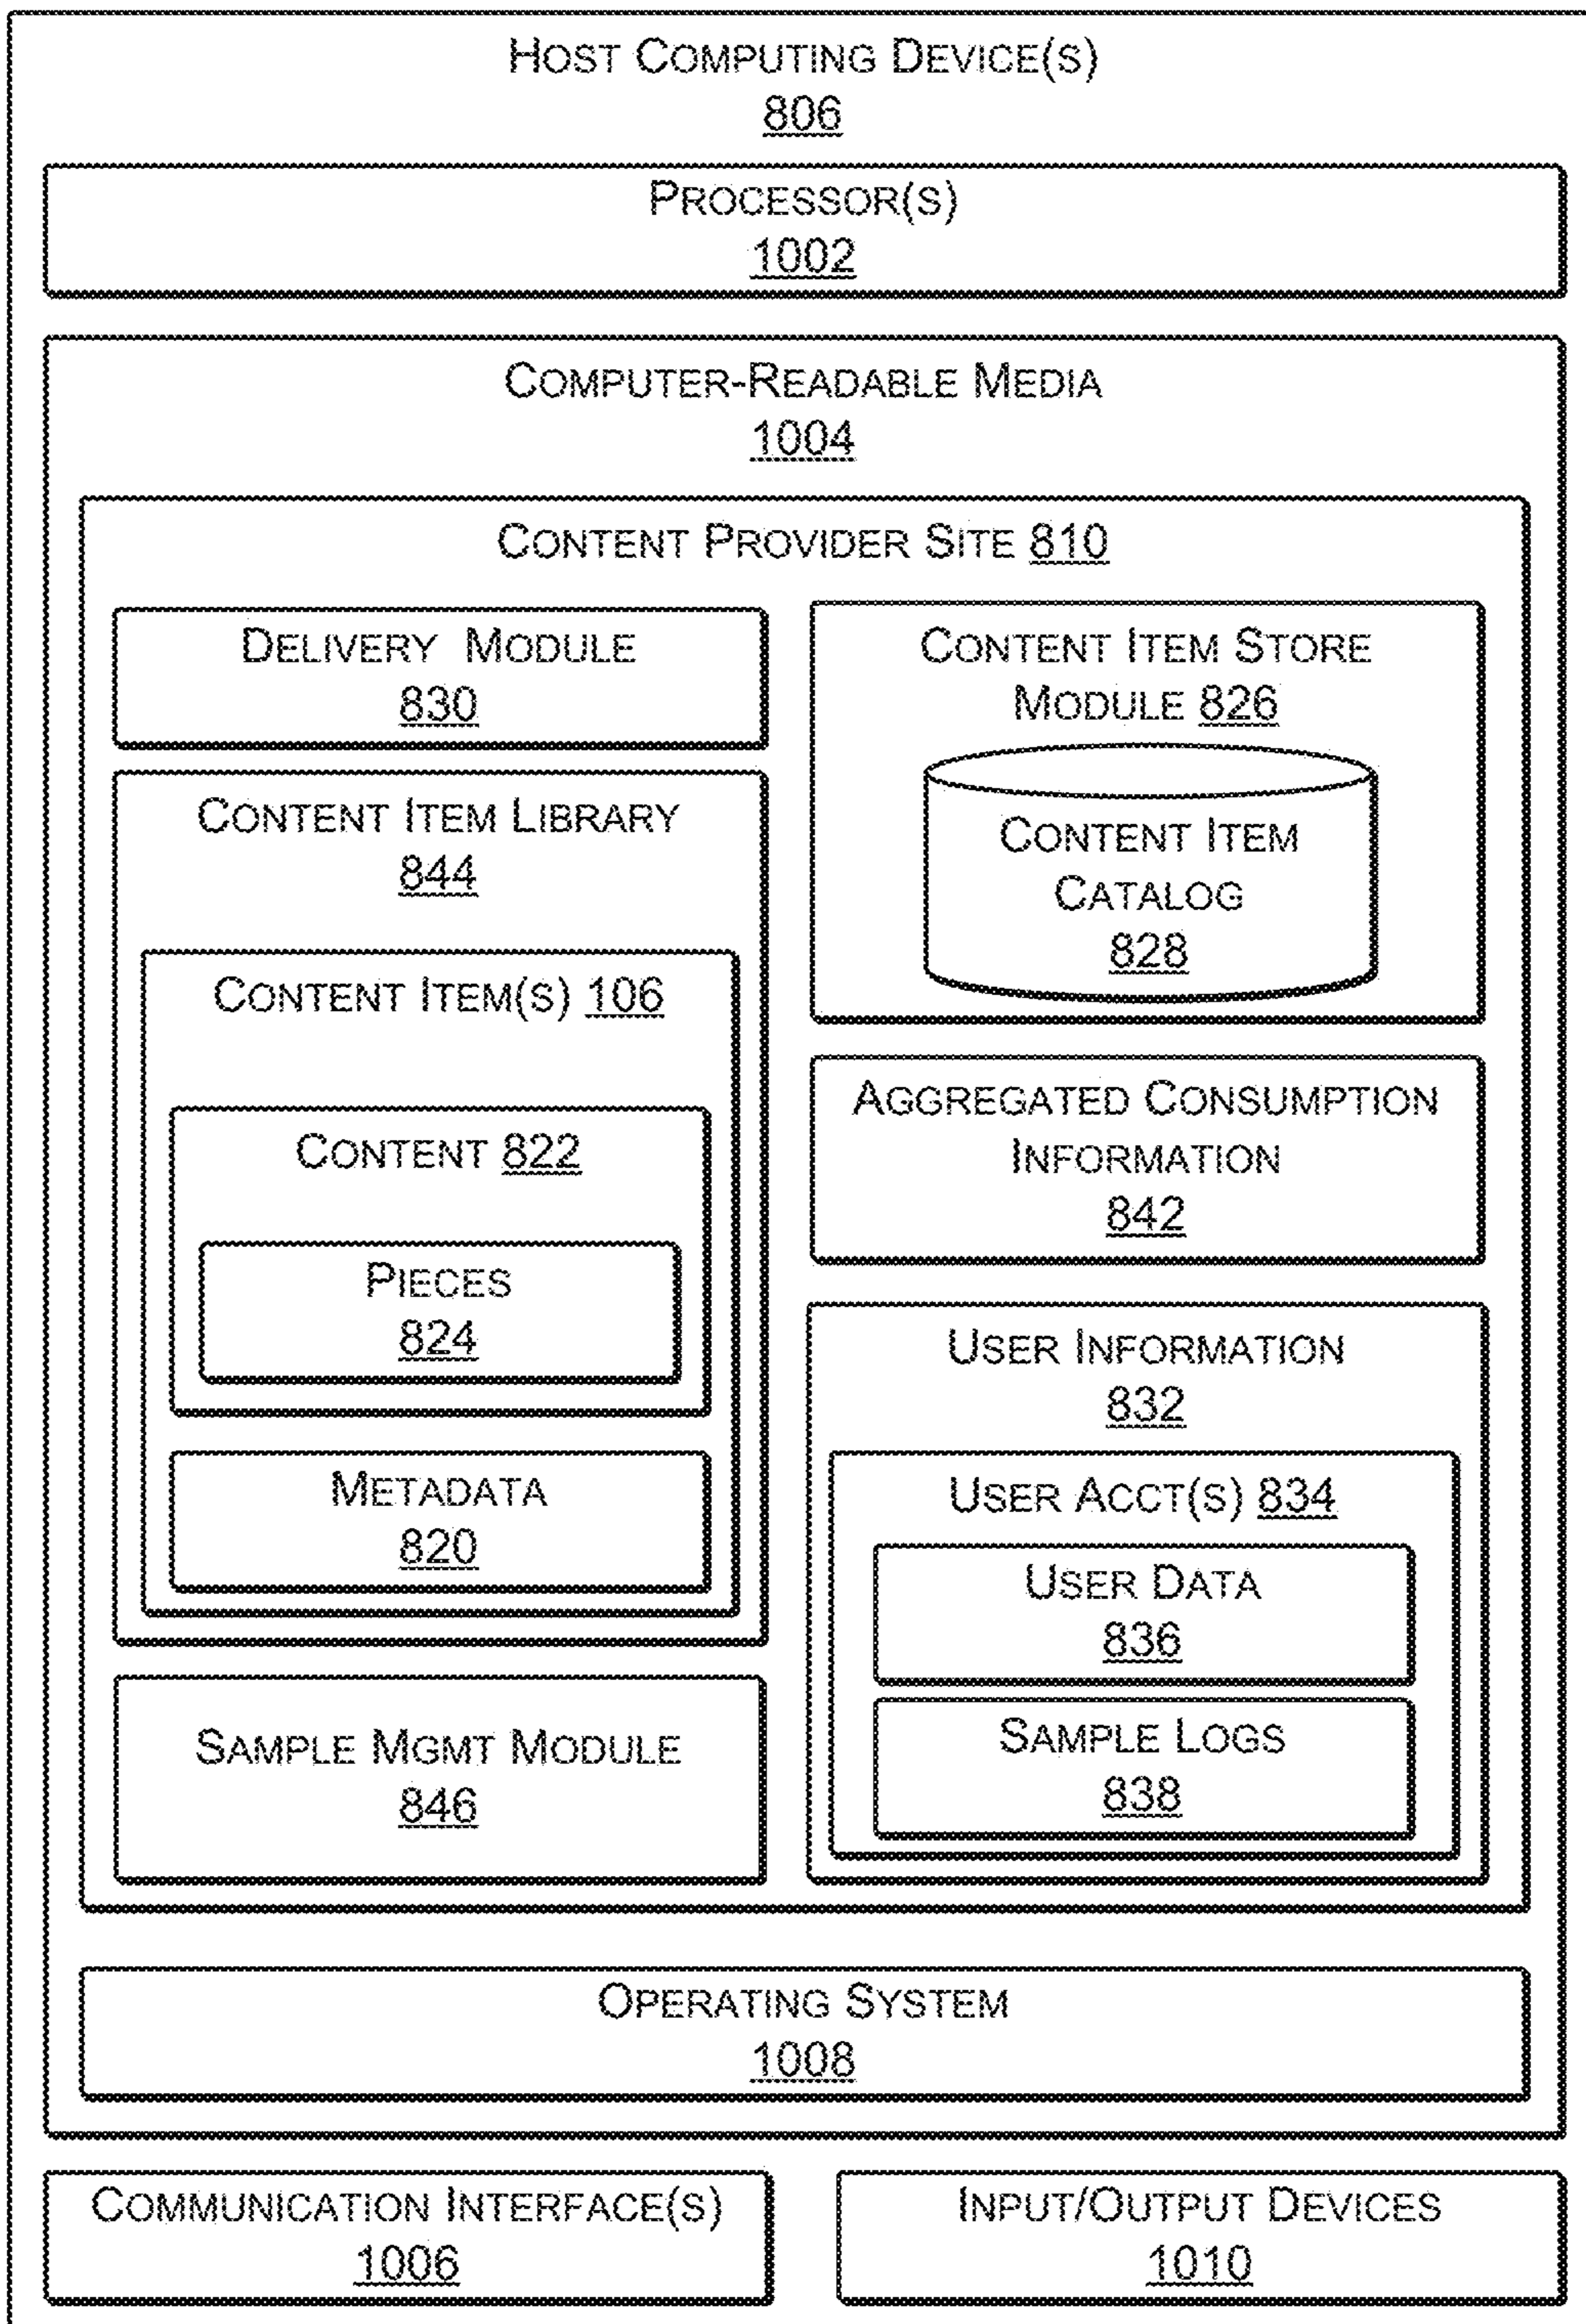 HOST COMPUTING DEVICE(S)
806
PROCESSOR(S)
1002
COMPUTER-READABLE MEDIA
1004
CONTENT PROVIDER SITE 810
DELIVERY MODULE
830
CONTENT ITEM LIBRARY
844
CONTENT ITEM(S) 106
CONTENT 822
PIECES
824
METADATA
820
SAMPLE MGMT MODULE
846
CONTENT ITEM STORE
MODULE 826
CONTENT ITEM
CATALOG
828
AGGREGATED CONSUMPTION
INFORMATION
842
USER INFORMATION
832
USER ACCT(S) 834
USER DATA
836
SAMPLE LOGS
838
OPERATING SYSTEM
1008
COMMUNICATION INTERFACE(S)
1006
INPUT/OUTPUT DEVICES
1010